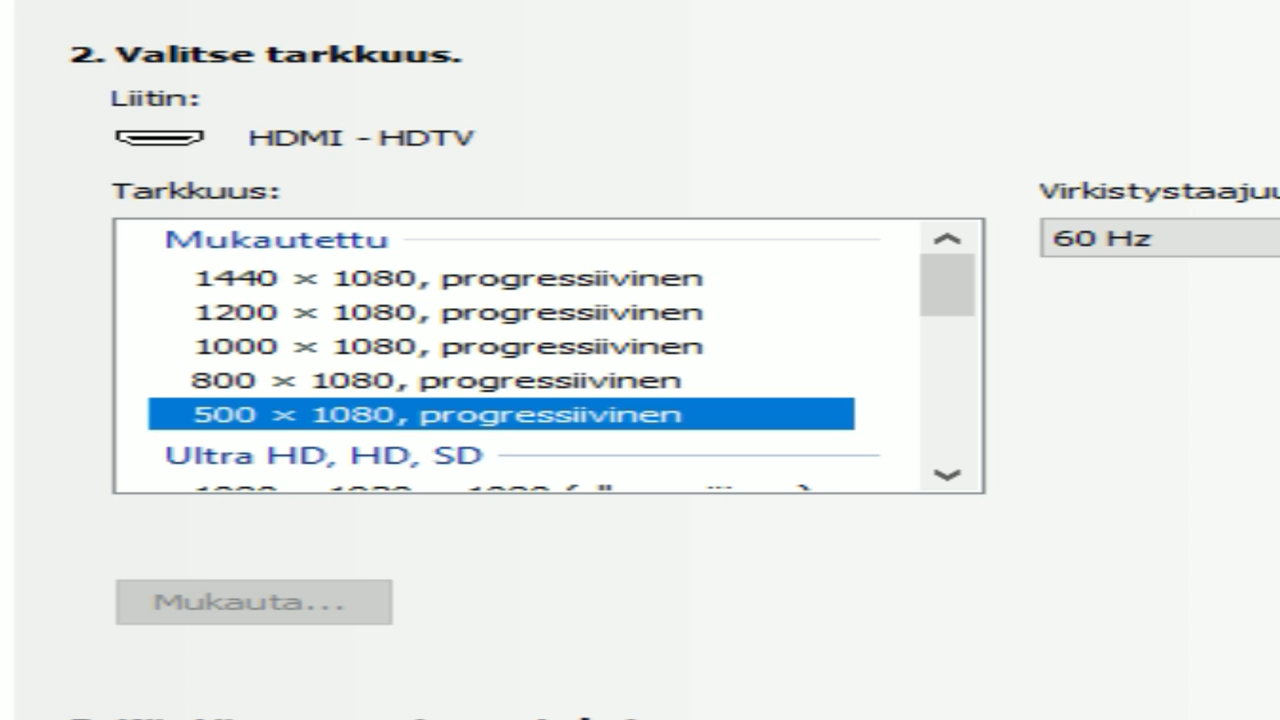 2. Valitse tarkkuus.
Liitin:
HDMI - HDTV
Tarkkuus:
Virkistystaajuu
Mukautettu
60 Hz
1440 × 1080, progressiivinen
1200 × 1080, progressiivinen
1000 × 1080, progressiivinen
800 × 1080, progressiivinen
500 × 1080, progressiivinen
Ultra HD, HD, SD
Mukauta...